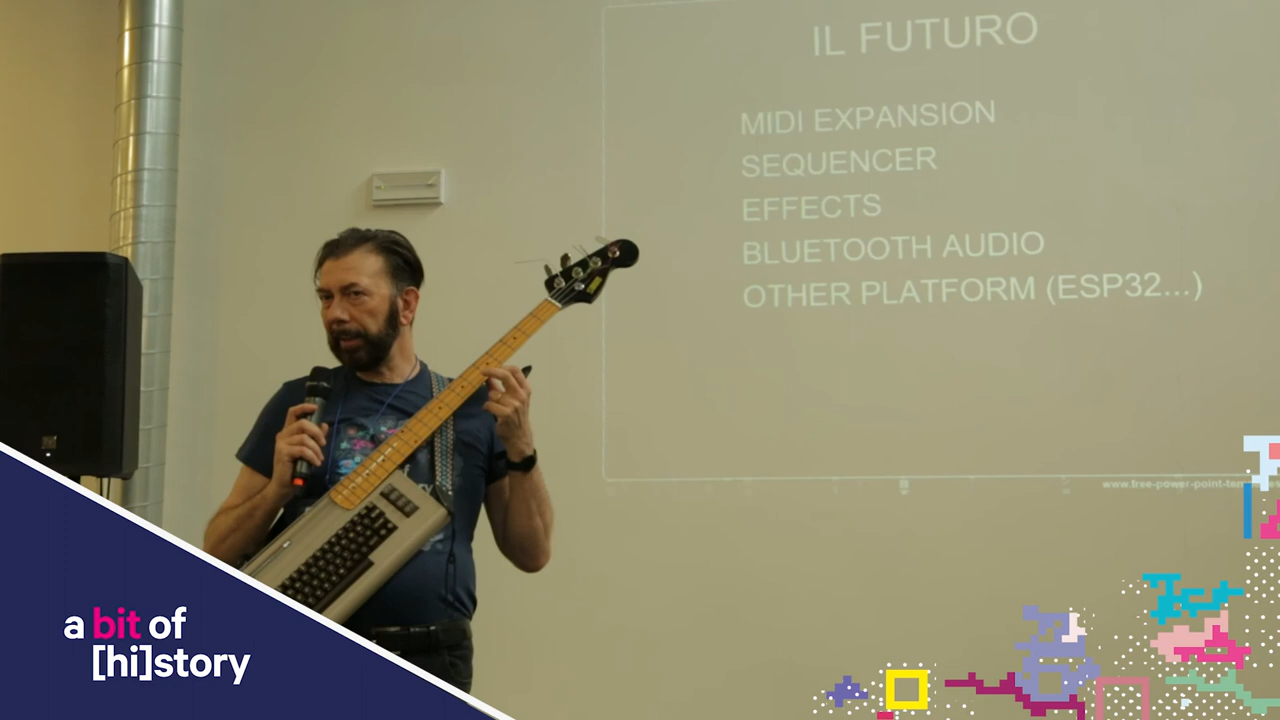 IL FUTURO
MIDI EXPANSION
SEQUENCER
EFFECTS
BLUETOOTH AUDIO
OTHER PLATFORM (ESP32...)
a bit of
[hi]story